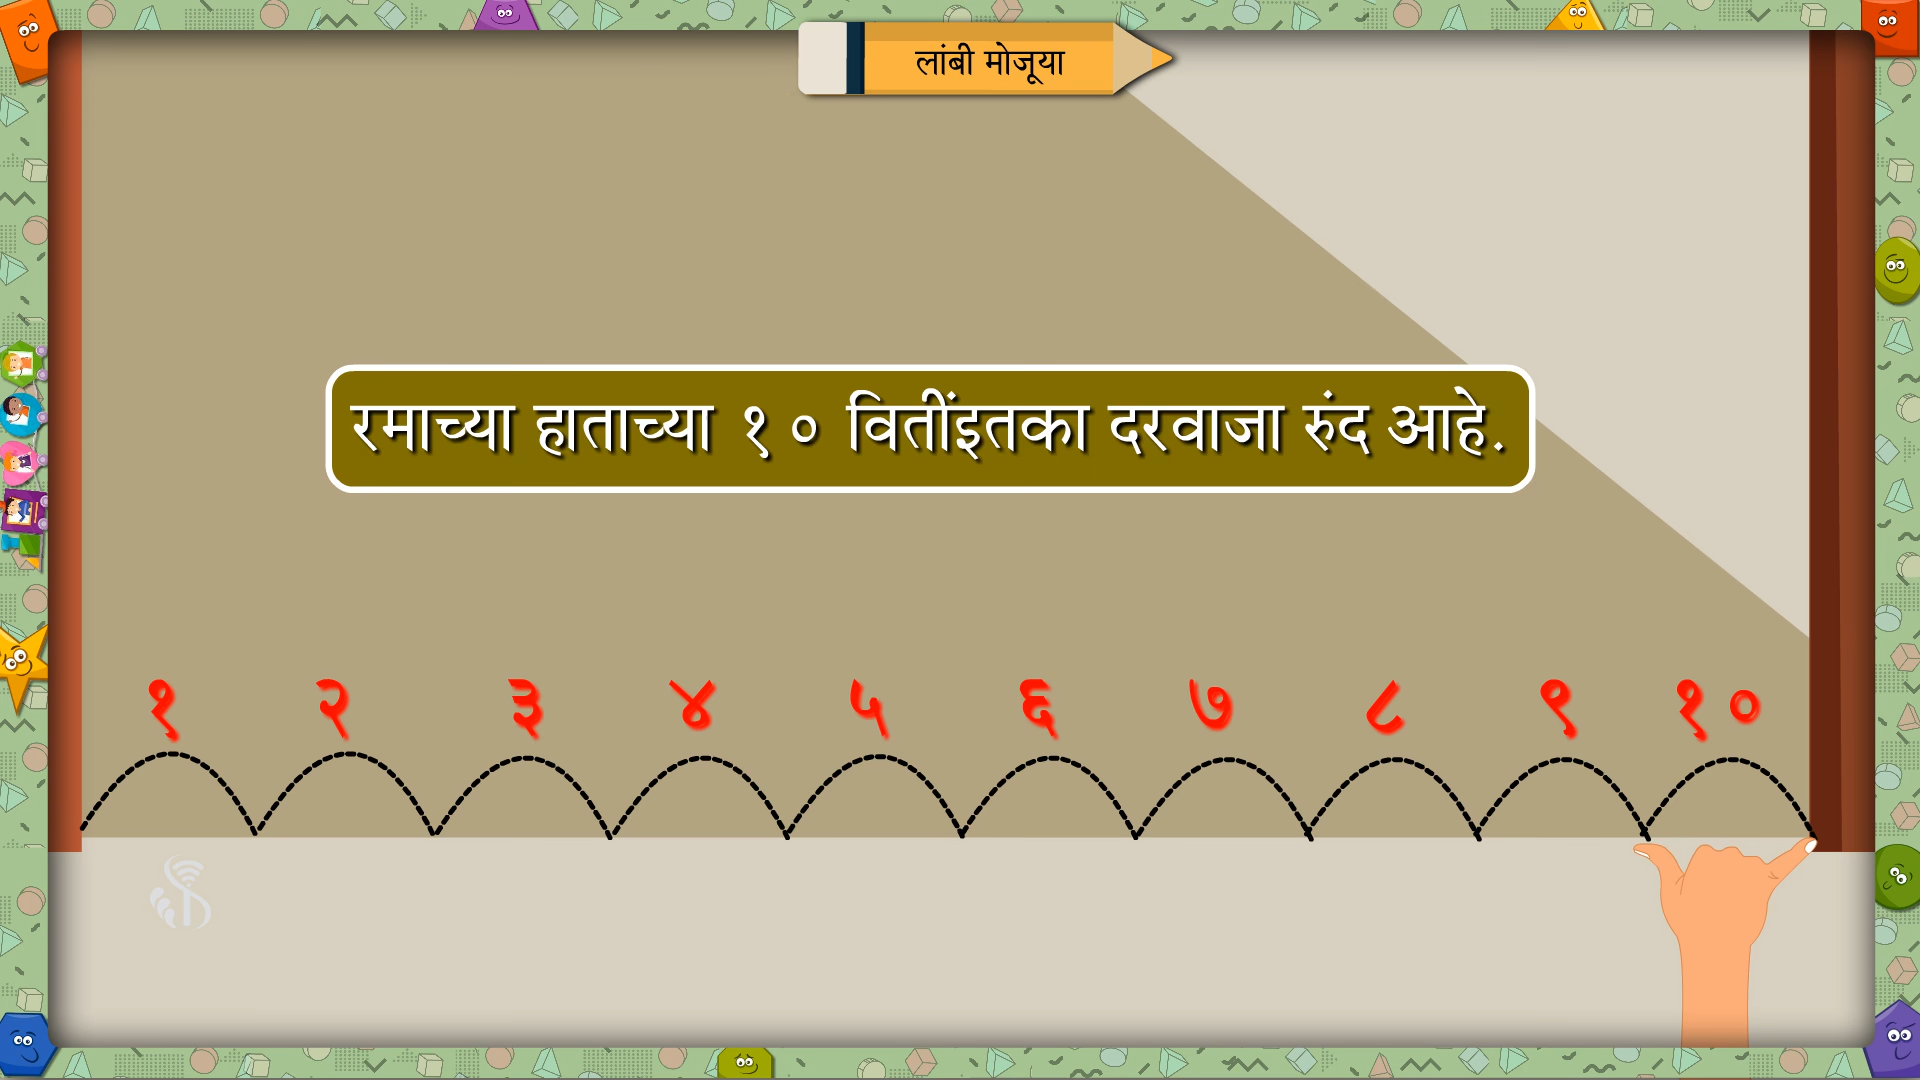 लांबी मोजूया
रमाच्या हाताच्या १० वितींइतका दरवाजा रुंद आहे.
१ २ ३ ४ ५ ६ ७ ८ ९ १०